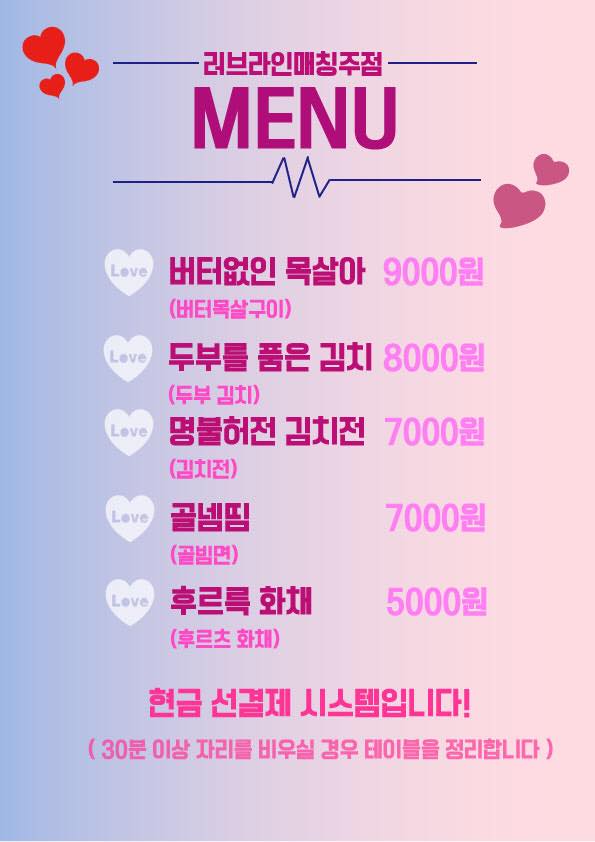 러브라인매칭주점
MENU
Love 버터없인 목살아 9000원
(버터목살구이)
Love 두부를 품은 김치 8000원
(두부 김치)
Love 명불허전 김치전 7000원
(김치전)
Love 골넴띰 7000원
(골빔면)
Love 후르륵 화채 5000원
(후르츠 화채)
현금 선결제 시스템입니다!
( 30분 이상 자리를 비우실 경우 테이블을 정리합니다 )